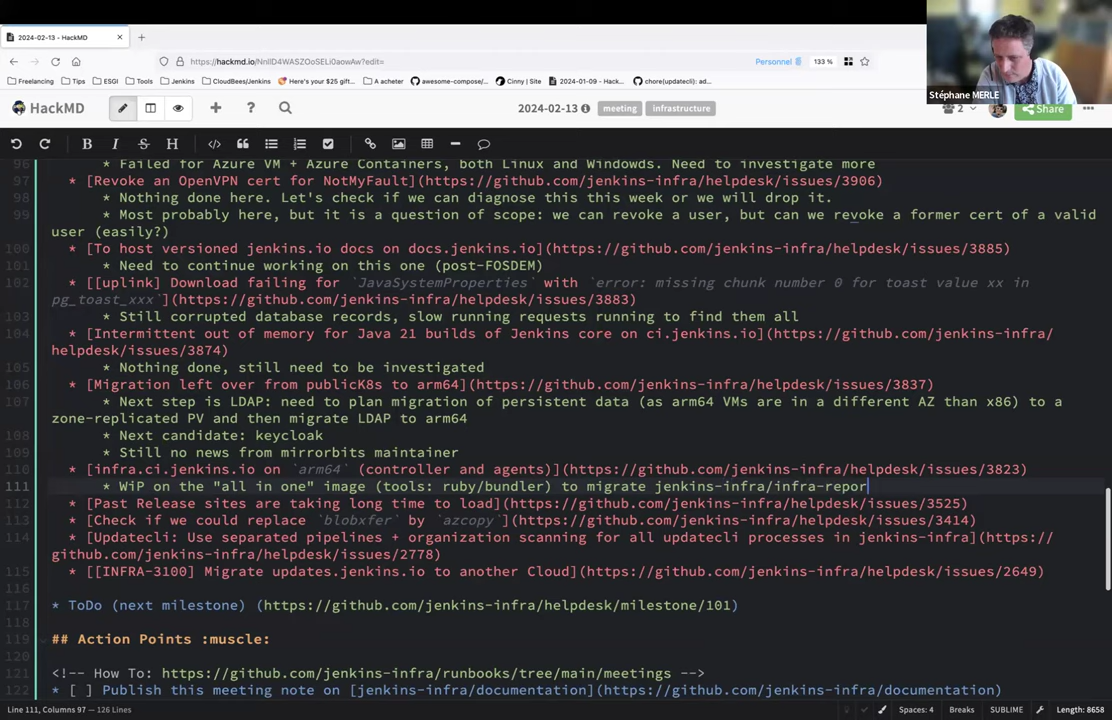 2024-02-13 - HackMD
https://hackmd.io/NnlID4WASZOoSELi0aowAw?edit=
Personnel
133 %
Freelancing
Tips
ESGI
Tools
Jenkins
CloudBees/Jenkins
Here's your $25 gift...
A acheter
awesome-compose/...
Cinny | Site
2024-01-09 - Hack...
chore(updatecli): ad...
Stéphane MERLE
HackMD
2024-02-13
meeting
infrastructure
2
Share
96 * Failed for Azure VM + Azure Containers, both Linux and Windowds. Need to investigate more
97 * [Revoke an OpenVPN cert for NotMyFault](https://github.com/jenkins-infra/helpdesk/issues/3906)
98 * Nothing done here. Let's check if we can diagnose this this week or we will drop it.
99 * Most probably here, but it is a question of scope: we can revoke a user, but can we revoke a former cert of a valid
user (easily?)
100 * [To host versioned jenkins.io docs on docs.jenkins.io](https://github.com/jenkins-infra/helpdesk/issues/3885)
101 * Need to continue working on this one (post-FOSDEM)
102 * [[uplink] Download failing for `JavaSystemProperties` with `error: missing chunk number 0 for toast value xx in
pg_toast_xxx`](https://github.com/jenkins-infra/helpdesk/issues/3883)
103 * Still corrupted database records, slow running requests running to find them all
104 * [Intermittent out of memory for Java 21 builds of Jenkins core on ci.jenkins.io](https://github.com/jenkins-infra/
helpdesk/issues/3874)
105 * Nothing done, still need to be investigated
106 * [Migration left over from publicK8s to arm64](https://github.com/jenkins-infra/helpdesk/issues/3837)
107 * Next step is LDAP: need to plan migration of persistent data (as arm64 VMs are in a different AZ than x86) to a
zone-replicated PV and then migrate LDAP to arm64
108 * Next candidate: keycloak
109 * Still no news from mirrorbits maintainer
110 * [infra.ci.jenkins.io on `arm64` (controller and agents)](https://github.com/jenkins-infra/helpdesk/issues/3823)
111 * WiP on the "all in one" image (tools: ruby/bundler) to migrate jenkins-infra/infra-repor
112 * [Past Release sites are taking long time to load](https://github.com/jenkins-infra/helpdesk/issues/3525)
113 * [Check if we could replace `blobxfer` by `azcopy`](https://github.com/jenkins-infra/helpdesk/issues/3414)
114 * [Updatecli: Use separated pipelines + organization scanning for all updatecli processes in jenkins-infra](https://
github.com/jenkins-infra/helpdesk/issues/2778)
115 * [[INFRA-3100] Migrate updates.jenkins.io to another Cloud](https://github.com/jenkins-infra/helpdesk/issues/2649)
116
117 * ToDo (next milestone) (https://github.com/jenkins-infra/helpdesk/milestone/101)
118
119 ## Action Points :muscle:
120
121 <!-- How To: https://github.com/jenkins-infra/runbooks/tree/main/meetings -->
122 * [ ] Publish this meeting note on [jenkins-infra/documentation](https://github.com/jenkins-infra/documentation)
Line 111, Columns 97 — 126 Lines
Spaces: 4
Breaks
SUBLIME
Length: 8658